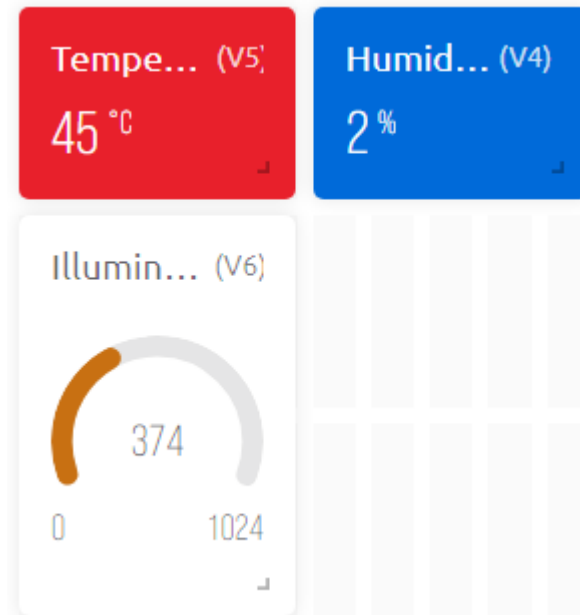 Tempe... (V5)
45 °C
Humid... (V4)
2 %
Illumin... (V6)
374
0
1024